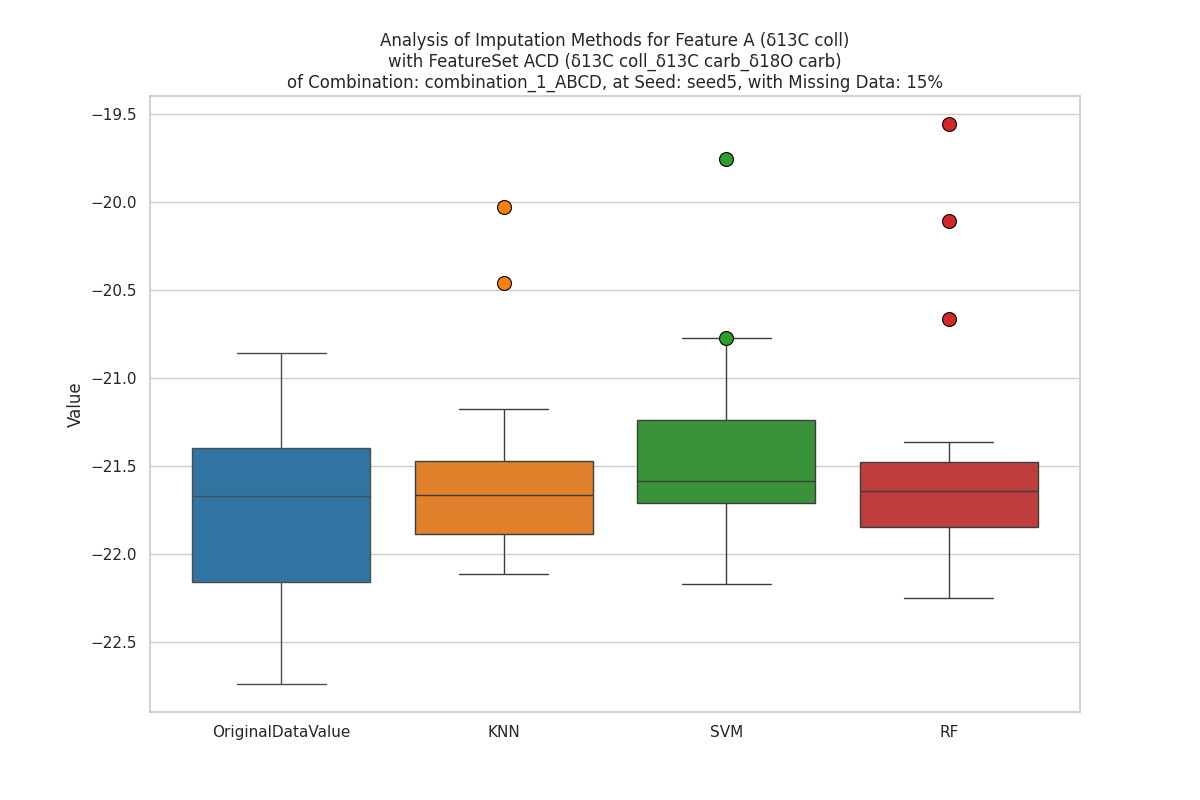 Analysis of Imputation Methods for Feature A (δ13C coll)
with FeatureSet ACD (δ13C coll_δ13C carb_δ18O carb)
of Combination: combination_1_ABCD, at Seed: seed5, with Missing Data: 15%
−19.5
−20.0
−20.5
−21.0
−21.5
−22.0
−22.5
Value
OriginalDataValue
KNN
SVM
RF